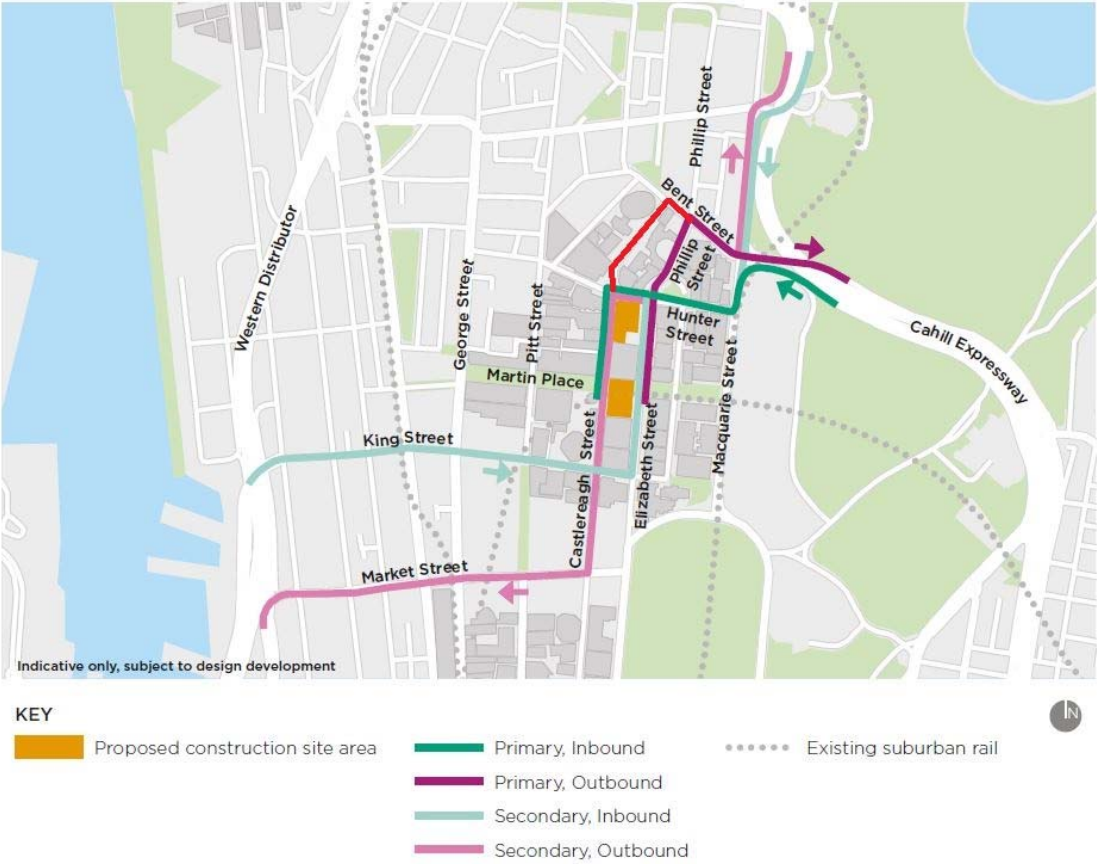 Phillip Street
Bent Street
Phillip
Street
Western Distributor
George Street
Pitt Street
Hunter
Street
Cahill Expressway
Martin Place
Macquarie Street
King Street
Castlereagh Street
Elizabeth Street
Market Street
Indicative only, subject to design development
KEY
N
Proposed construction site area
Primary, Inbound
Existing suburban rail
Primary, Outbound
Secondary, Inbound
Secondary, Outbound